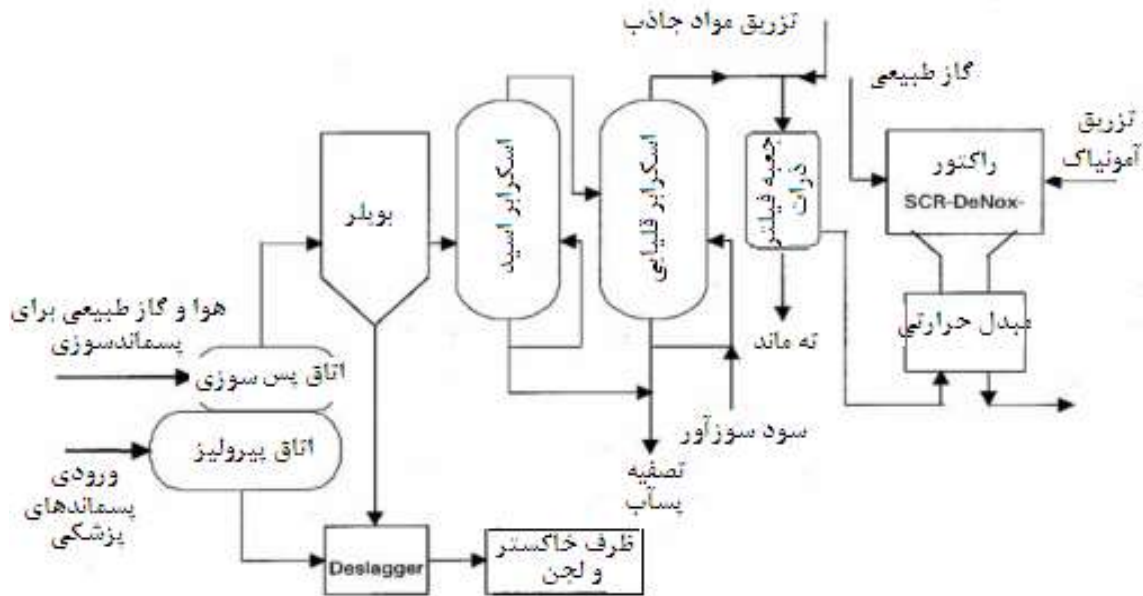 تزریق مواد جاذب
گاز طبیعی
تزریق
آمونیاک
راکتور
SCR-DeNox-
جعبه فیلتر
ذرات
اسکرابر قلیایی
اسکرابر اسید
بویلر
مبدل حرارتی
هوا و گاز طبیعی برای
پسماندسوزی
اتاق پس سوزی
ته ماند
اتاق پیرولیز
سود سوزآور
تصفیه
پسآب
ورودی
پسماندهای
پزشکی
Deslagger
ظرف خاکستر
و لجن